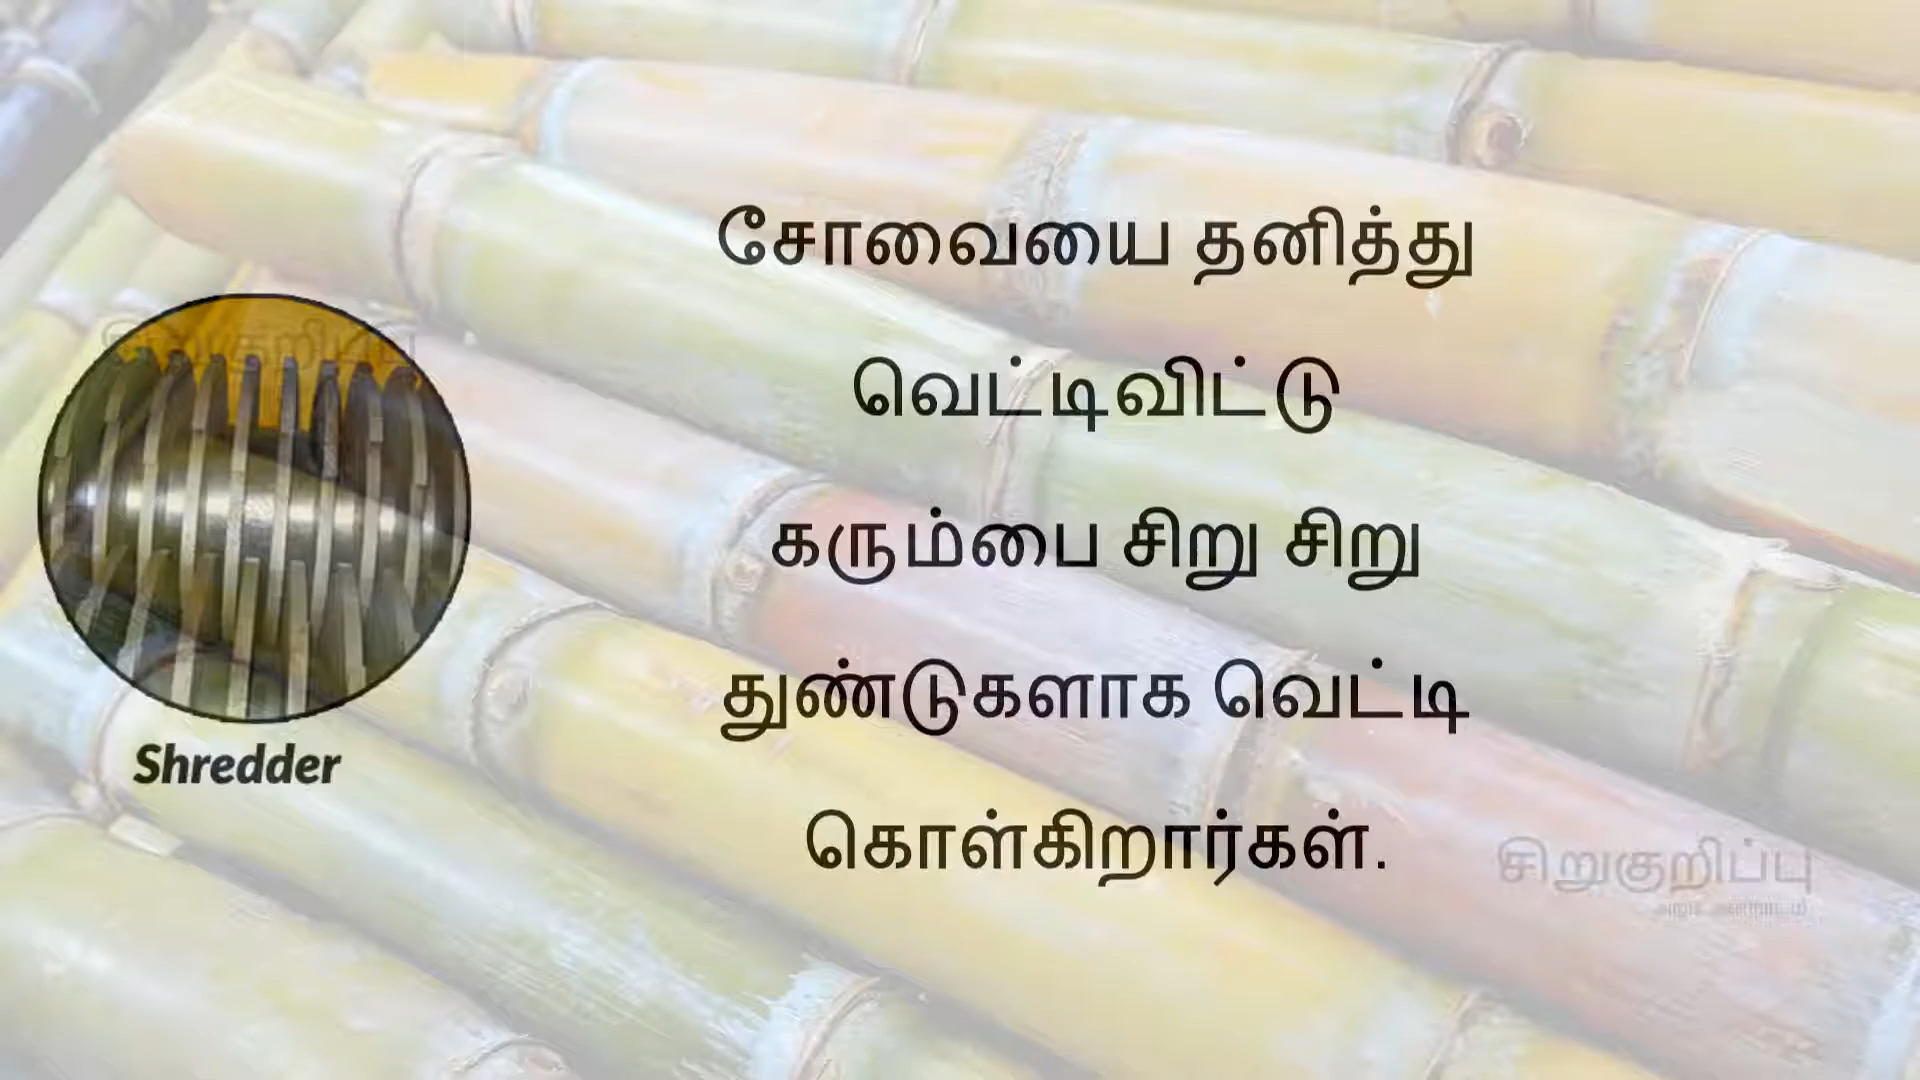 சோவையை தனித்து
வெட்டிவிட்டு
கரும்பை சிறு சிறு
துண்டுகளாக வெட்டி
கொள்கிறார்கள்.
சிறுகுறிப்பு
Shredder
சிறுகுறிப்பு